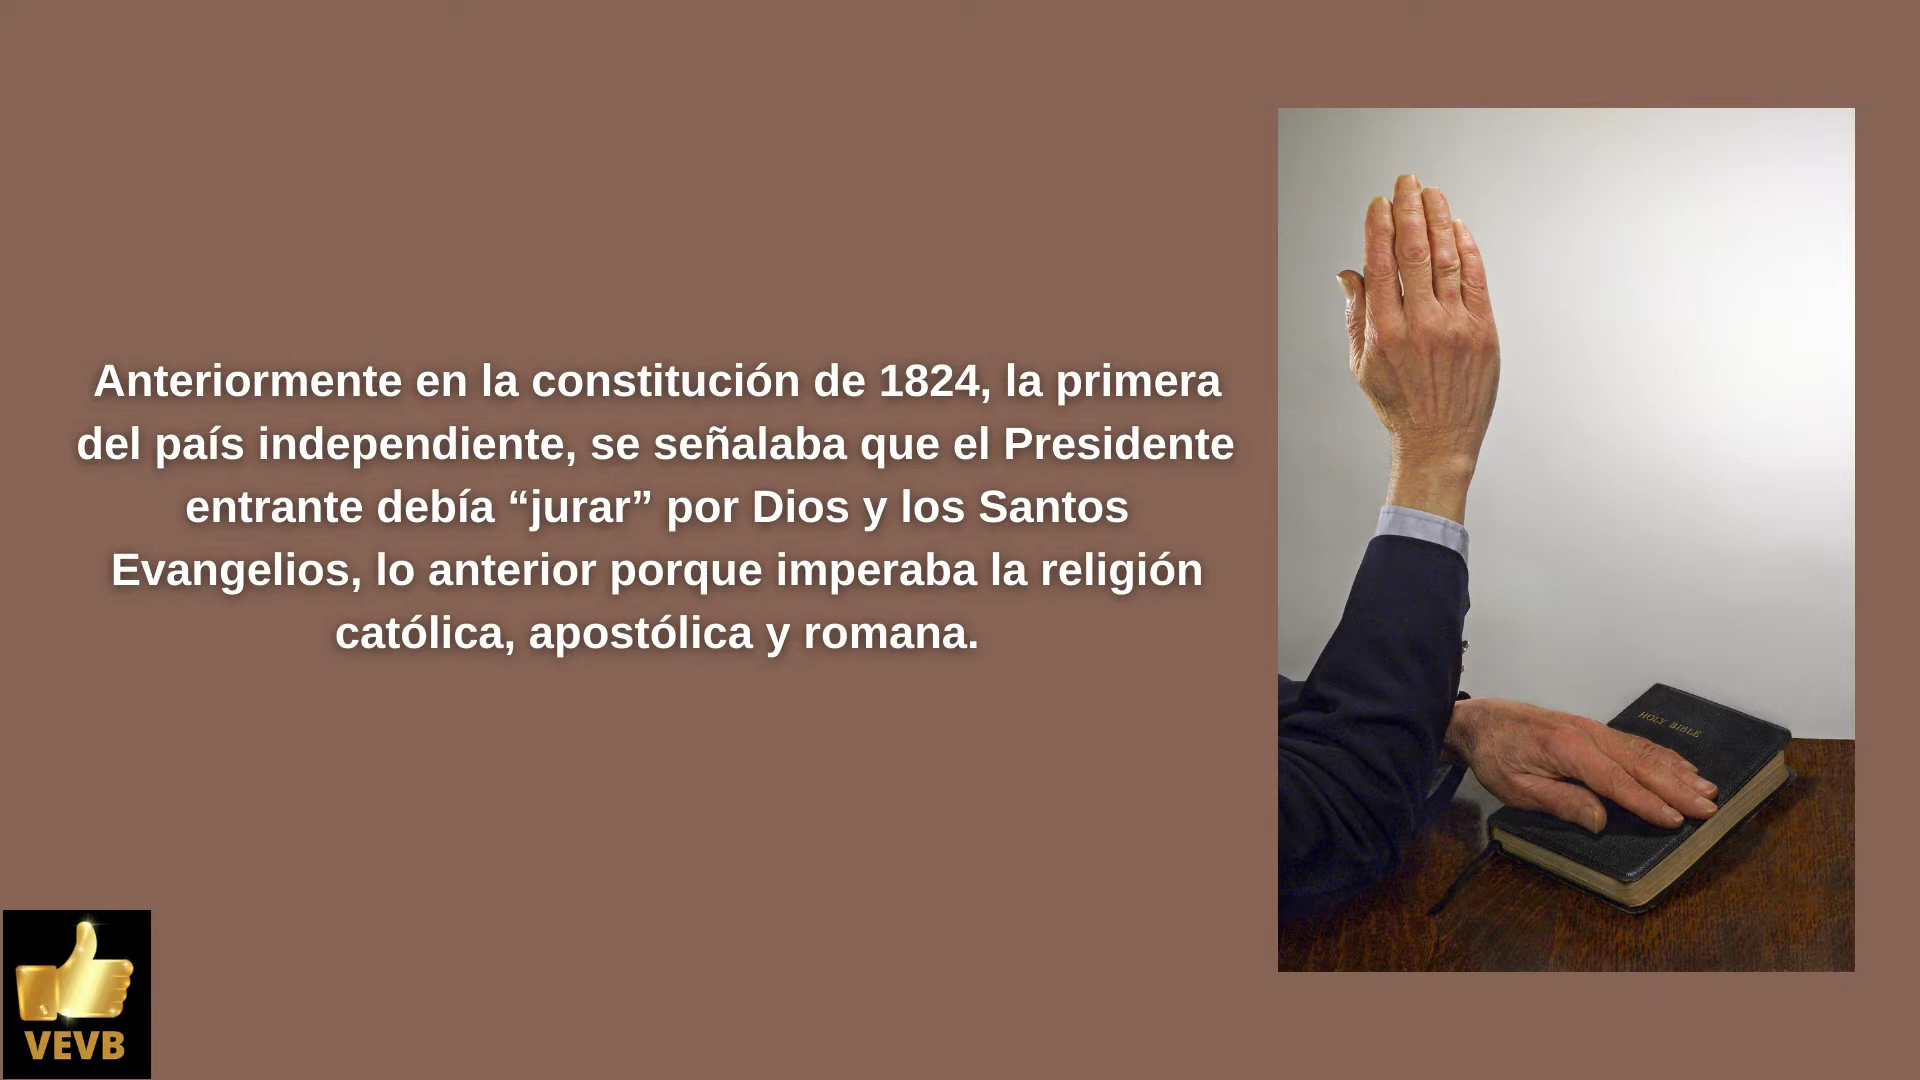 Anteriormente en la constitución de 1824, la primera
del país independiente, se señalaba que el Presidente
entrante debía “jurar” por Dios y los Santos
Evangelios, lo anterior porque imperaba la religión
católica, apostólica y romana.
HOLY BIBLE
VEVB